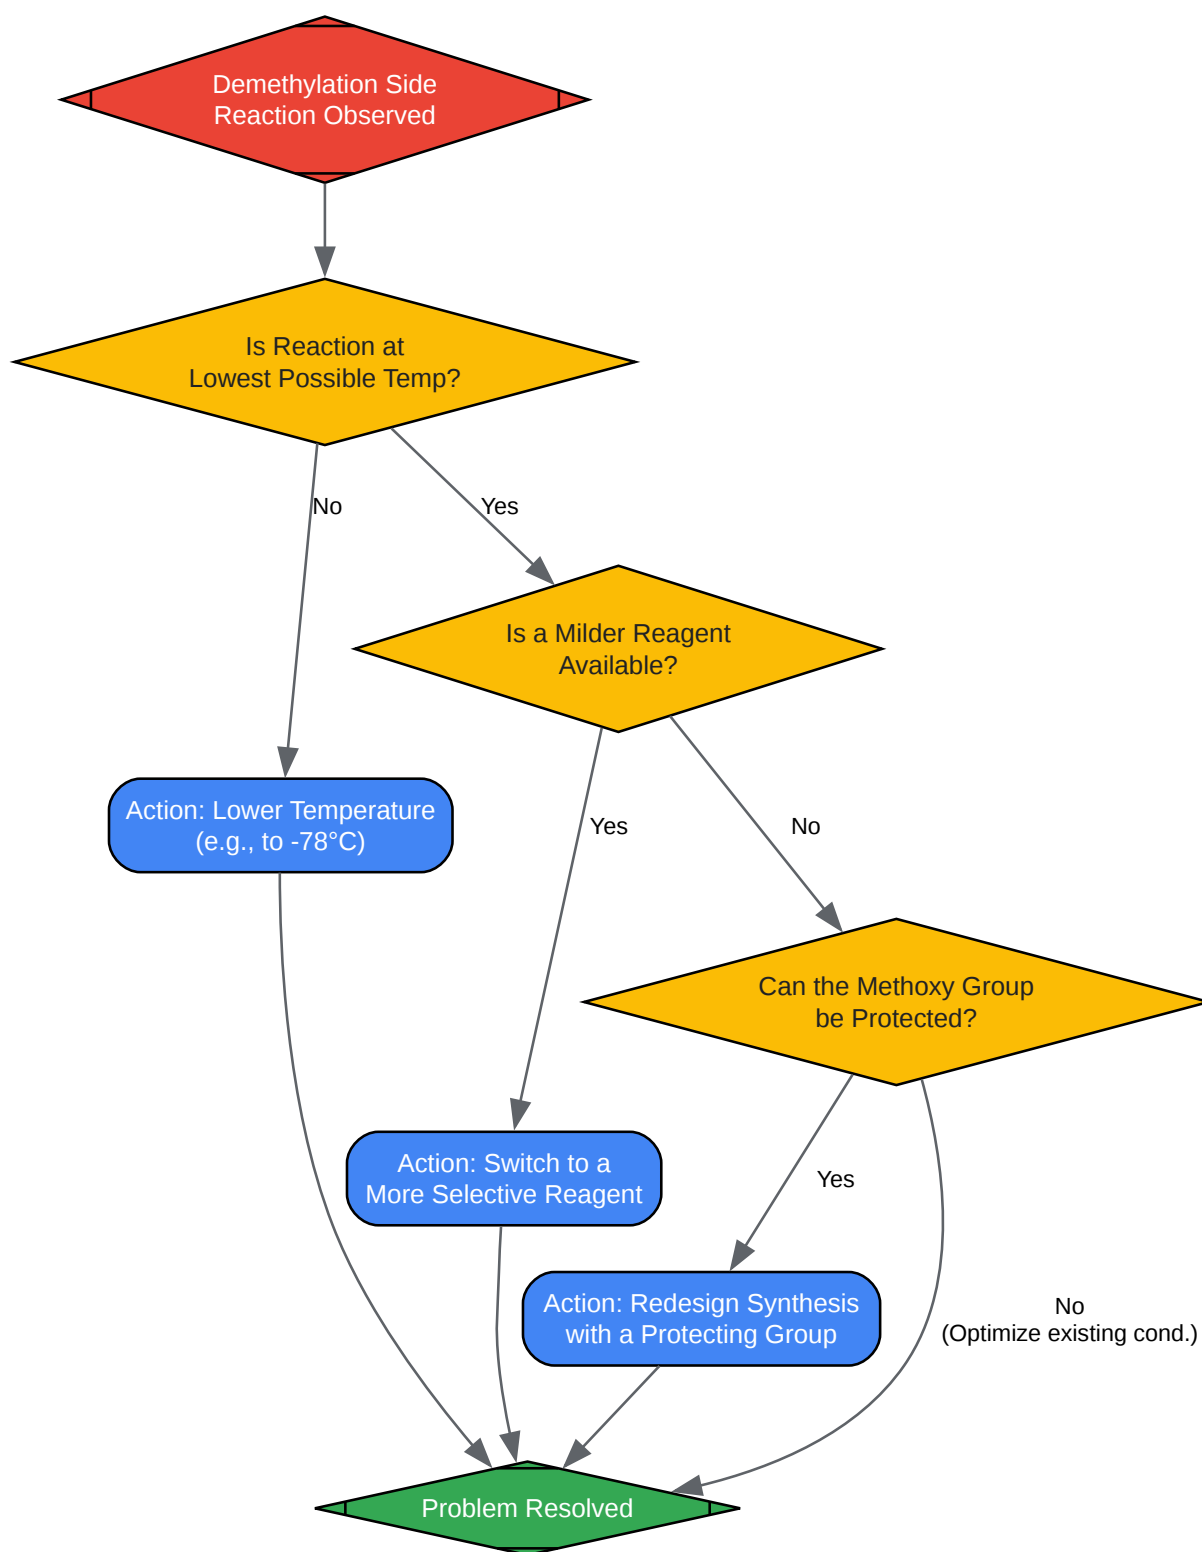 Demethylation Side
Reaction Observed
Is Reaction at
Lowest Possible Temp?
No
Yes
Is a Milder Reagent
Available?
Action: Lower Temperature
(e.g., to -78°C)
Yes
No
Can the Methoxy Group
be Protected?
Action: Switch to a
More Selective Reagent
Yes
Action: Redesign Synthesis
with a Protecting Group
No
(Optimize existing cond.)
Problem Resolved